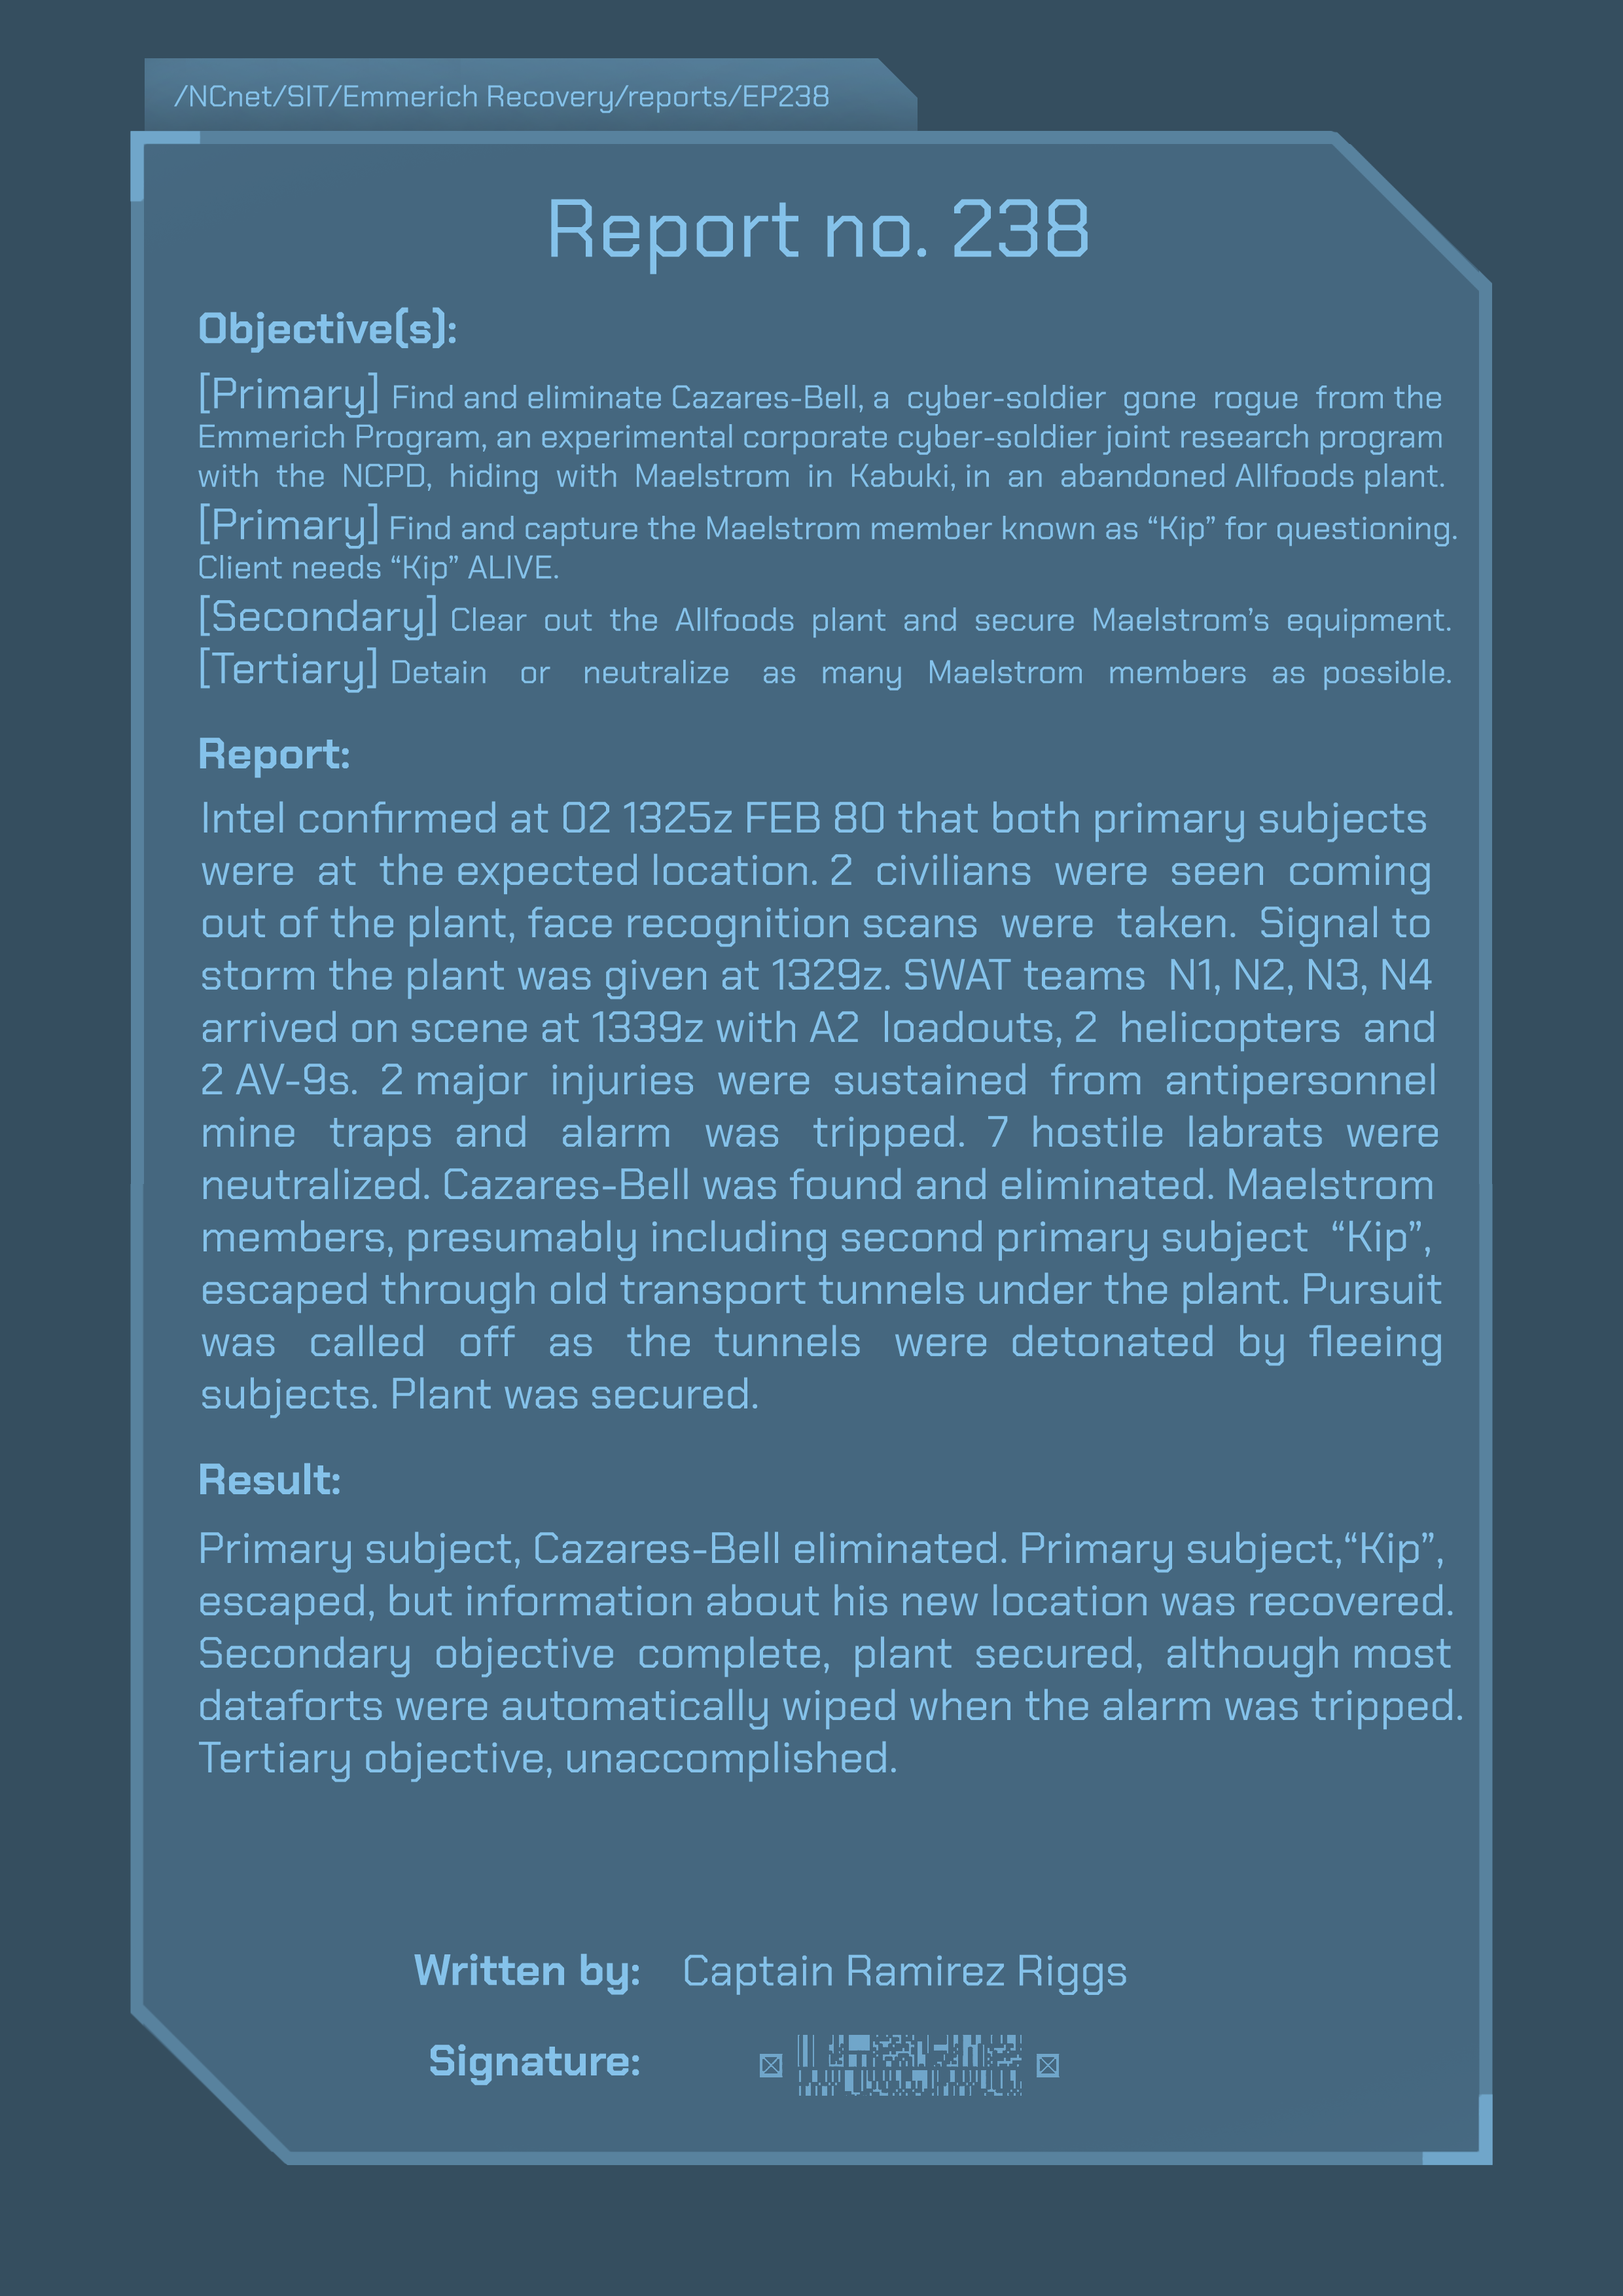 /NCnet/SIT/Emmerich Recovery/reports/EP238
Report no. 238
Objective(s):
[Primary] Find and eliminate Cazares-Bell, a cyber-soldier gone rogue from the
Emmerich Program, an experimental corporate cyber-soldier joint research program
with the NCPD, hiding with Maelstrom in Kabuki, in an abandoned Allfoods plant.
[Primary] Find and capture the Maelstrom member known as “Kip” for questioning.
Client needs “Kip” ALIVE.
[Secondary] Clear out the Allfoods plant and secure Maelstrom’s equipment.
[Tertiary] Detain or neutralize as many Maelstrom members as possible.
Report:
Intel confirmed at 02 1325z FEB 80 that both primary subjects
were at the expected location. 2 civilians were seen coming
out of the plant, face recognition scans were taken. Signal to
storm the plant was given at 1329z. SWAT teams N1, N2, N3, N4
arrived on scene at 1339z with A2 loadouts, 2 helicopters and
2 AV-9s. 2 major injuries were sustained from antipersonnel
mine traps and alarm was tripped. 7 hostile labrats were
neutralized. Cazares-Bell was found and eliminated. Maelstrom
members, presumably including second primary subject “Kip”,
escaped through old transport tunnels under the plant. Pursuit
was called off as the tunnels were detonated by fleeing
subjects. Plant was secured.
Result:
Primary subject, Cazares-Bell eliminated. Primary subject,“Kip”,
escaped, but information about his new location was recovered.
Secondary objective complete, plant secured, although most
dataforts were automatically wiped when the alarm was tripped.
Tertiary objective, unaccomplished.
Written by: Captain Ramirez Riggs
Signature: